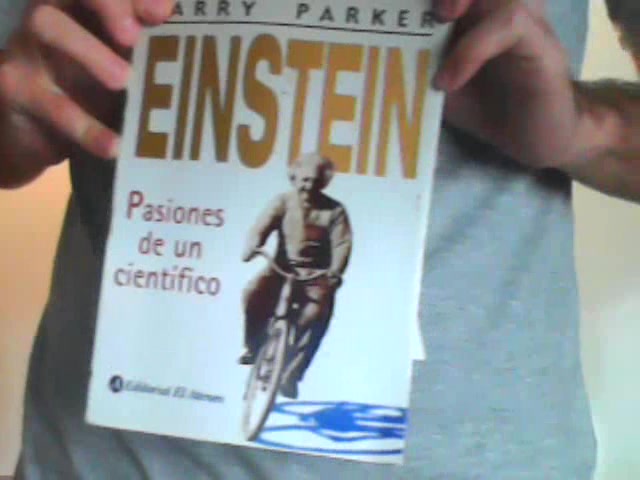 ARRY PARKER
EINSTEIN
Pasiones
de un
científico
Editorial El Ateneo